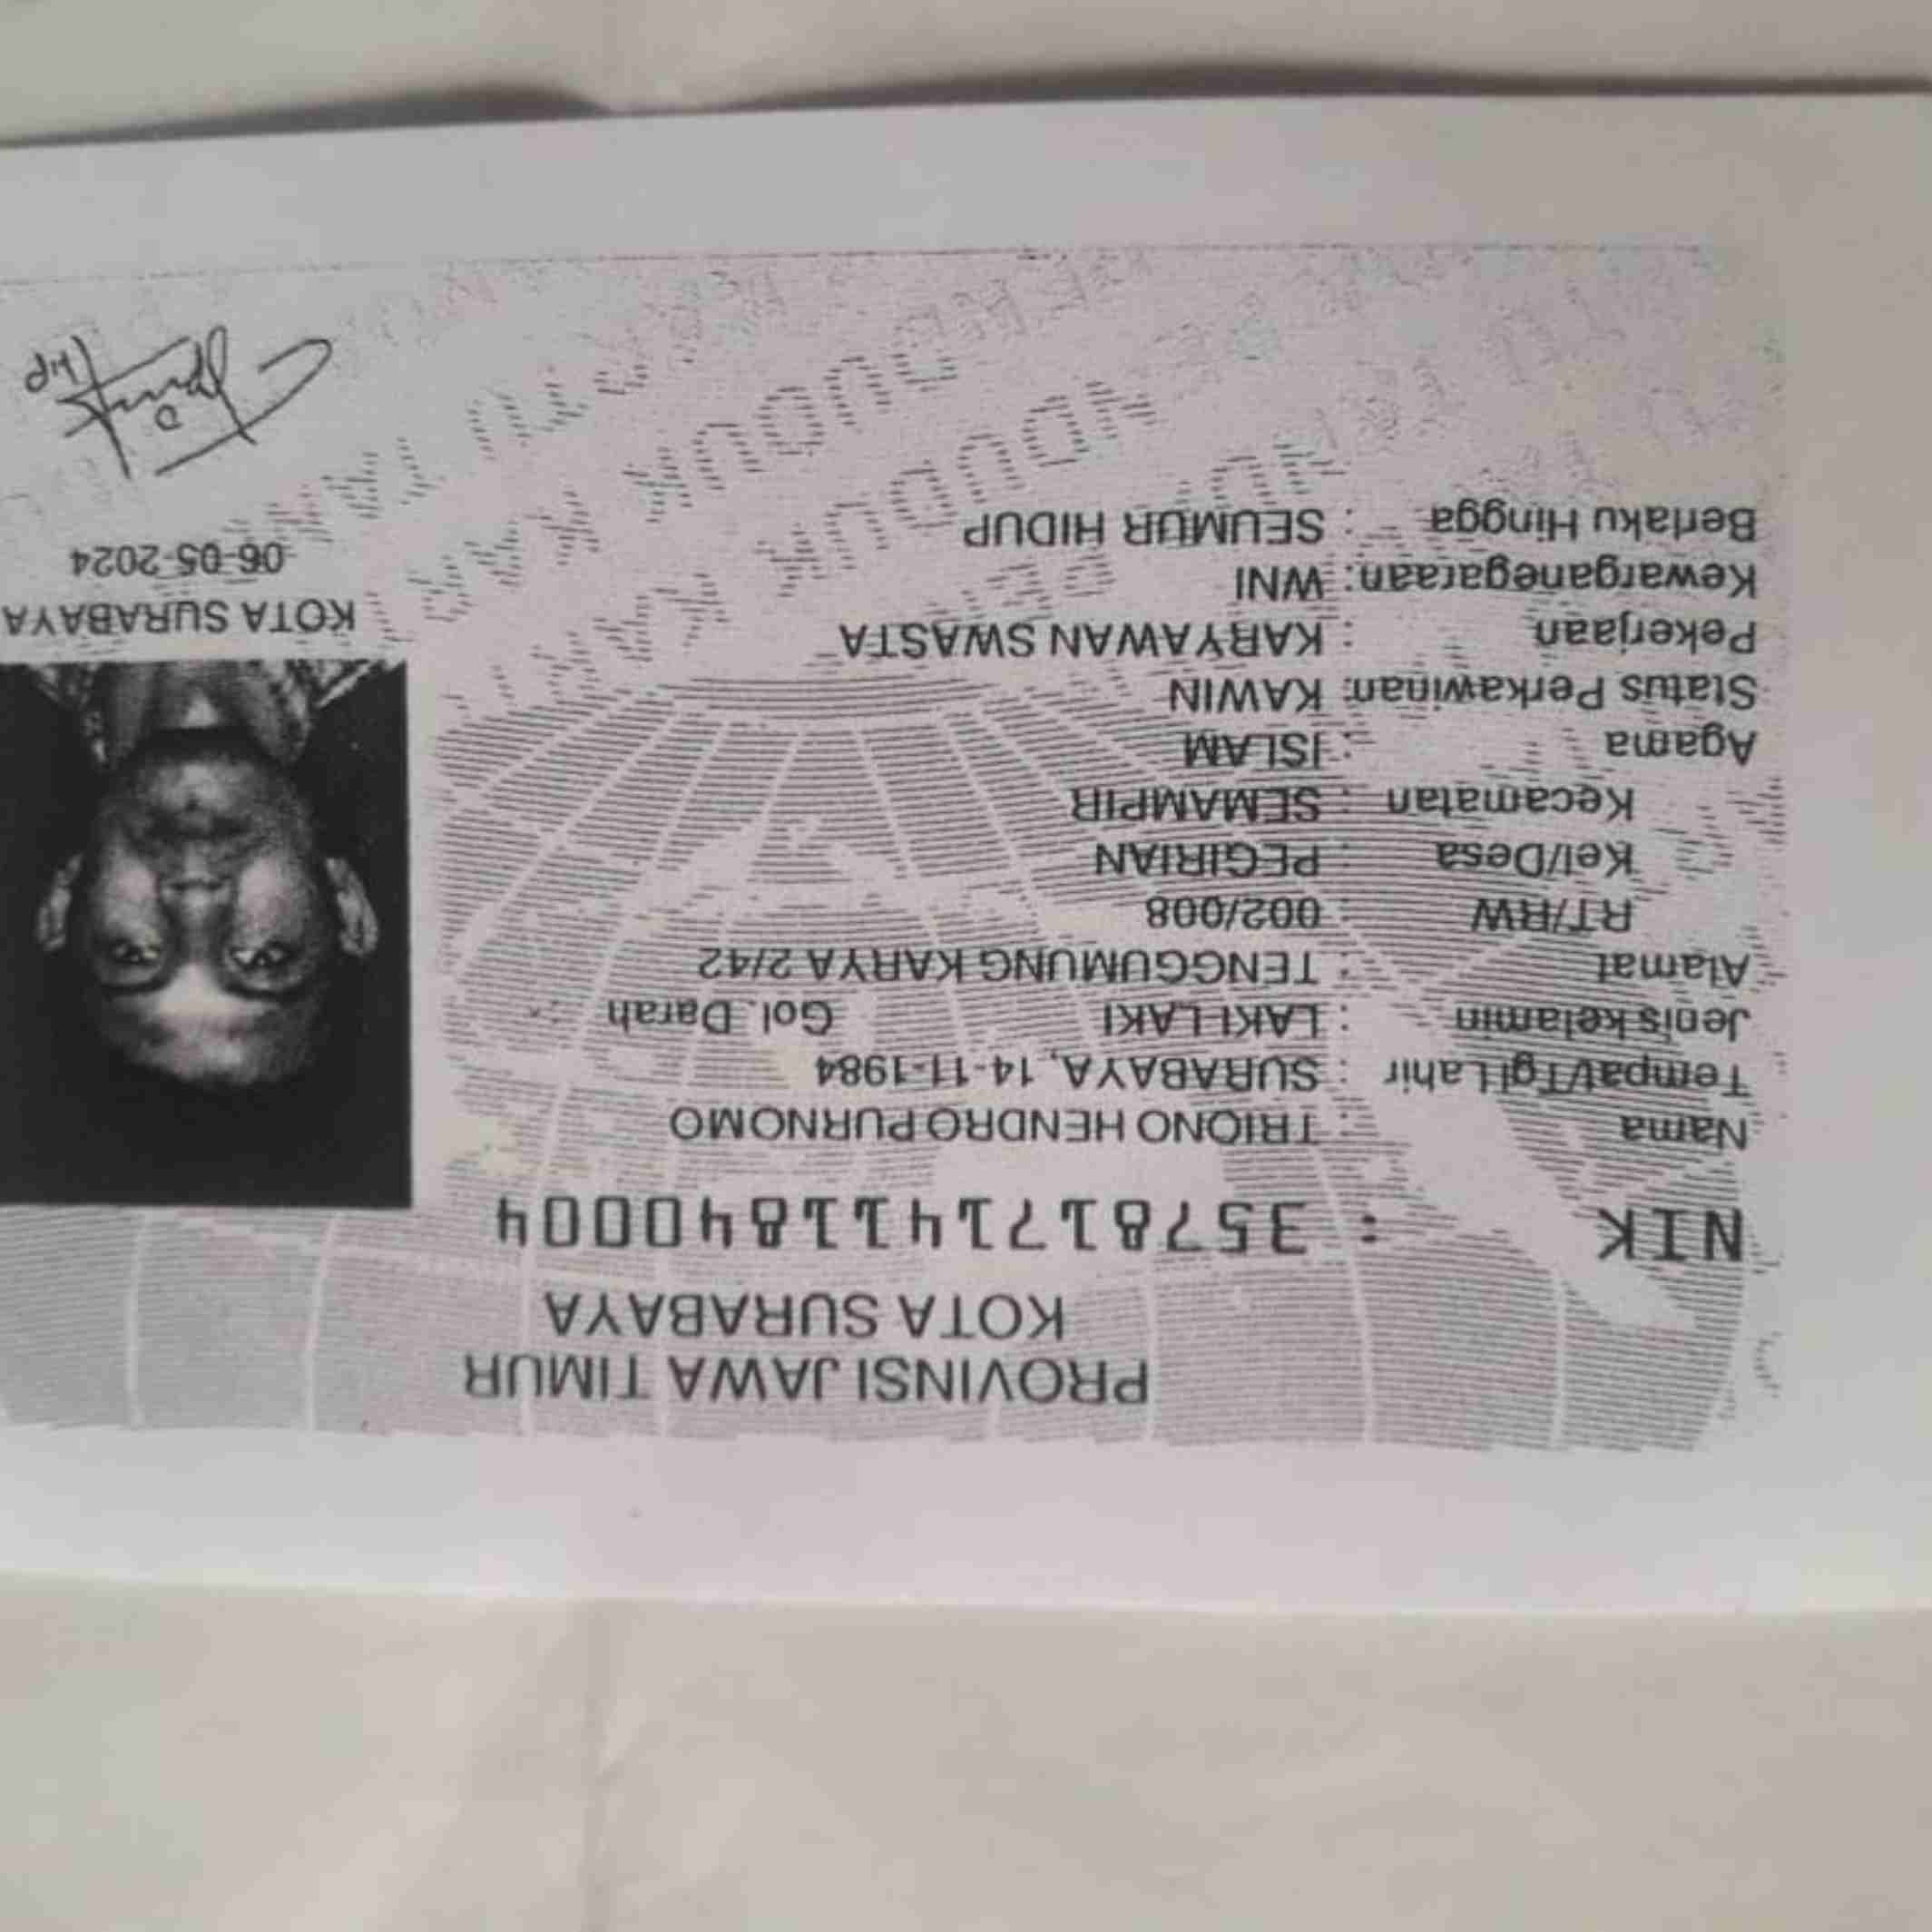 PROVINSI JAWA TIMUR
KOTA SURABAYA
NIK : 3578171411840004
Nama : TRIONO HENDRO PURNOMO
Tempat/Tgl Lahir : SURABAYA, 14-11-1984
Jenis kelamin : LAKI-LAKI Gol. Darah : -
Alamat : TENGGUMUNG KARYA 2/42
RT/RW : 002/008
Kel/Desa : PEGIRIAN
Kecamatan : SEMAMPIR
Agama : ISLAM
Status Perkawinan: KAWIN
Pekerjaan : KARYAWAN SWASTA
Kewarganegaraan: WNI
Berlaku Hingga : SEUMUR HIDUP
KOTA SURABAYA
06-05-2024